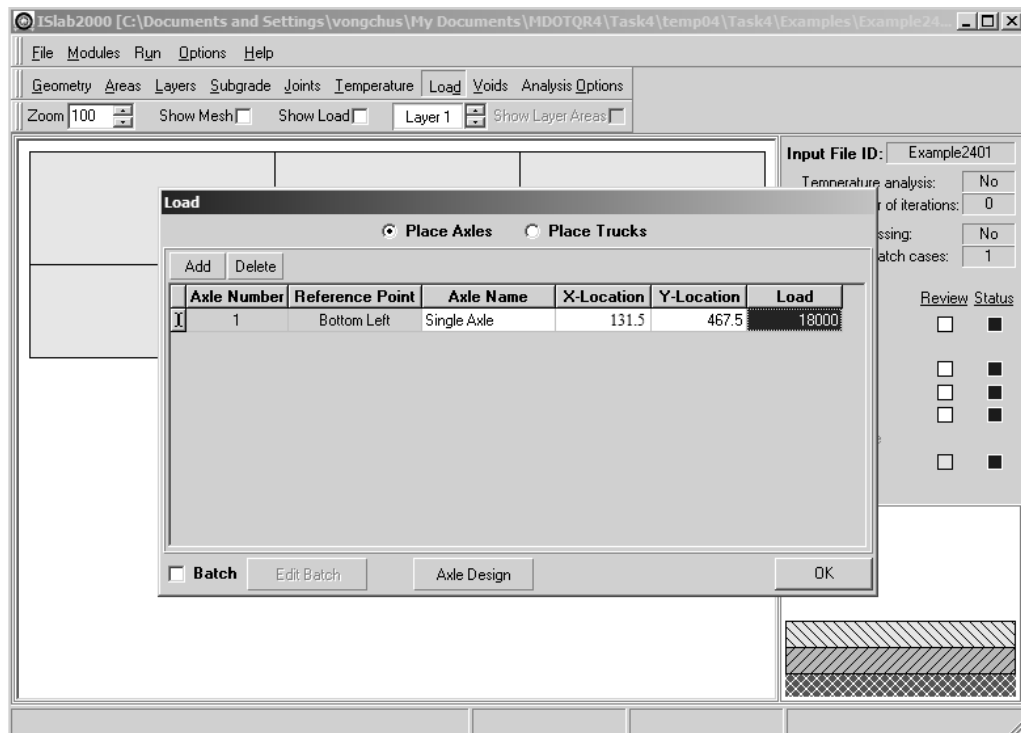 ISlab2000 [C:\Documents and Settings\vongchus\My Documents\MDOTQR4\Task4\temp04\Task4\Examples\Example24...
File Modules Run Options Help
Geometry Areas Layers Subgrade Joints Temperature Load Voids Analysis Options
Zoom 100 Show Mesh Show Load Layer 1 Show Layer Areas
Input File ID: Example2401
Temperature analysis: No
r of iterations: 0
ssing: No
atch cases: 1
Review Status
Load
Place Axles Place Trucks
Add Delete
Axle Number Reference Point Axle Name X-Location Y-Location Load
1 Bottom Left Single Axle 131.5 467.5 18000
Batch Edit Batch Axle Design OK